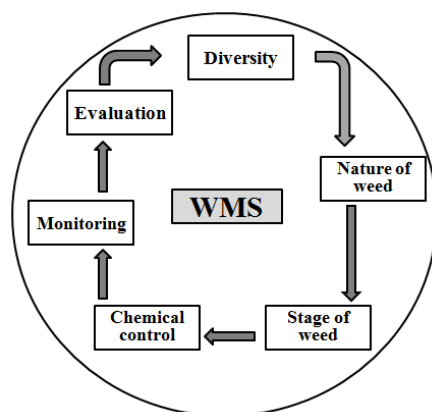 Diversity
Nature of
weed
Stage of
weed
Chemical
control
Monitoring
Evaluation
WMS